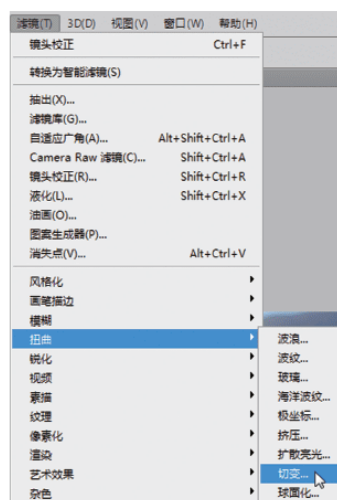 滤镜(T) 3D(D) 视图(V) 窗口(W) 帮助(H)
镜头校正 Ctrl+F
转换为智能滤镜(S)
抽出(X)...
滤镜库(G)...
自适应广角(A)... Alt+Shift+Ctrl+A
Camera Raw 滤镜(C)... Shift+Ctrl+A
镜头校正(R)... Shift+Ctrl+R
液化(L)... Shift+Ctrl+X
油画(O)...
图案生成器(P)...
消失点(V)... Alt+Ctrl+V
风格化
画笔描边
模糊
扭曲
锐化
视频
素描
纹理
像素化
渲染
艺术效果
杂色
波浪...
波纹...
玻璃...
海洋波纹...
极坐标...
挤压...
扩散亮光...
切变...
球面化...